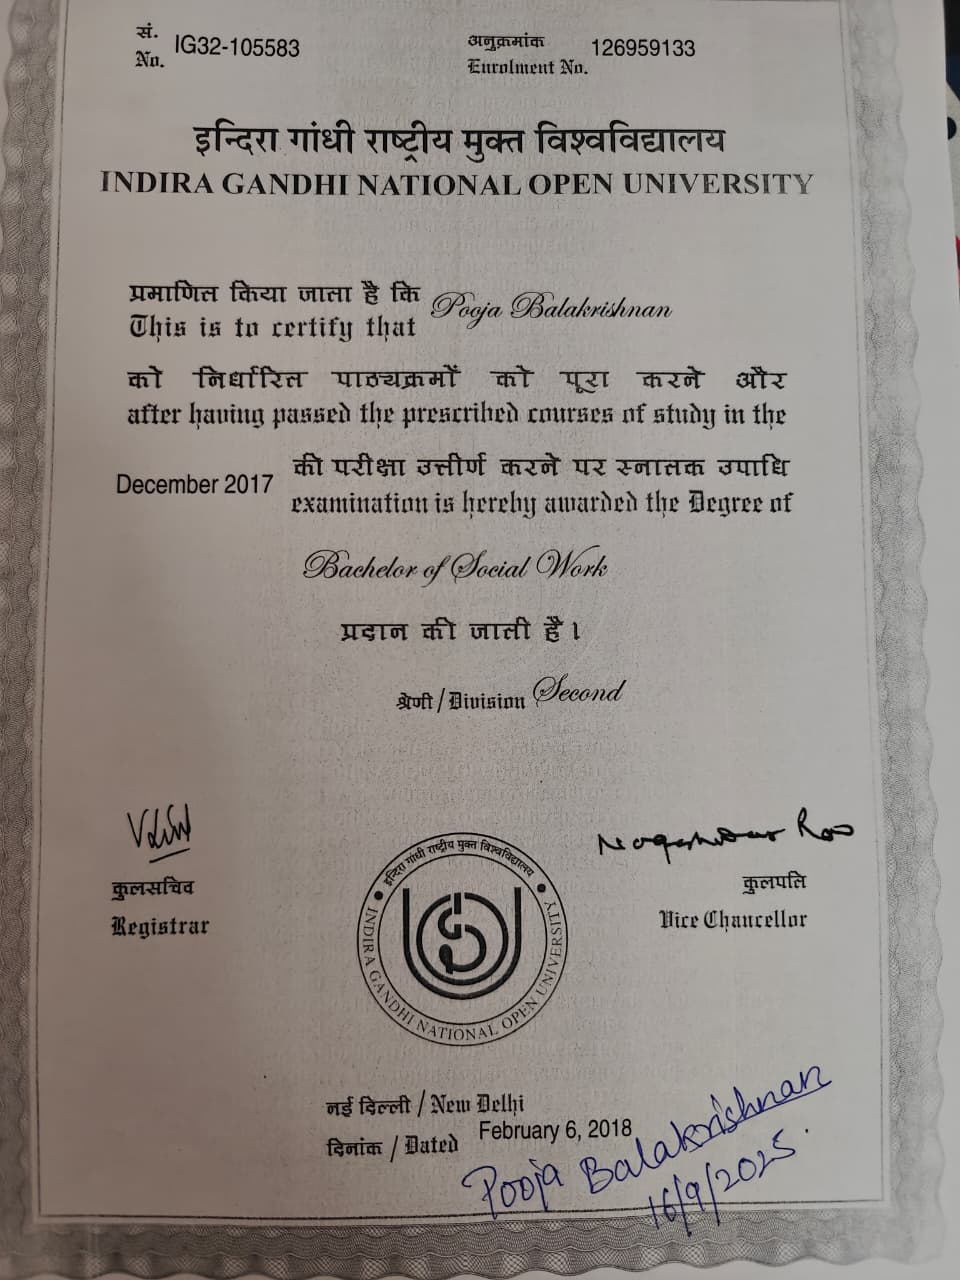 सं.
No. IG32-105583
अनुक्रमांक
Enrolment No. 126959133
इन्दिरा गांधी राष्ट्रीय मुक्त विश्वविद्यालय
INDIRA GANDHI NATIONAL OPEN UNIVERSITY
प्रमाणित किया जाता है कि
This is to certify that Pooja Balakrishnan
को निर्धारित पाठ्यक्रमों को पूरा करने और
after having passed the prescribed courses of study in the
December 2017 की परीक्षा उत्तीर्ण करने पर स्नातक उपाधि
examination is hereby awarded the Degree of
Bachelor of Social Work
प्रदान की जाती है।
श्रेणी / Division Second
कुलसचिव
Registrar
कुलपति
Vice Chancellor
इन्दिरा गांधी राष्ट्रीय मुक्त विश्वविद्यालय
INDIRA GANDHI NATIONAL OPEN UNIVERSITY
नई दिल्ली / New Delhi
दिनांक / Dated February 6, 2018
Pooja Balakrishnan
16/9/2025